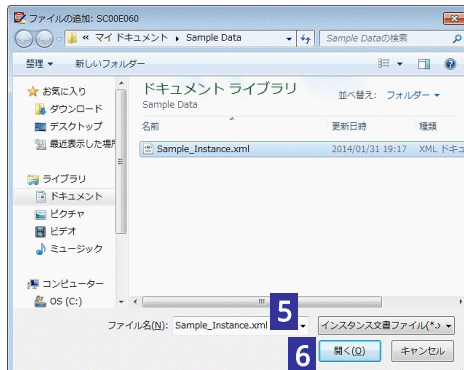 ファイルの追加: SC00E060
« マイ ドキュメント ▸ Sample Data
Sample Dataの検索
整理 ▼ 新しいフォルダー
お気に入り
ダウンロード
デスクトップ
最近表示した場所
ライブラリ
ドキュメント
ピクチャ
ビデオ
ミュージック
コンピューター
OS (C:)
ドキュメント ライブラリ
Sample Data
並べ替え: フォルダー ▼
名前 更新日時 種類
Sample_Instance.xml 2014/01/31 19:17 XML ドキュ
5
ファイル名(N): Sample_Instance.xml インスタンス文書ファイル(*.x
6
開く(O) キャンセル